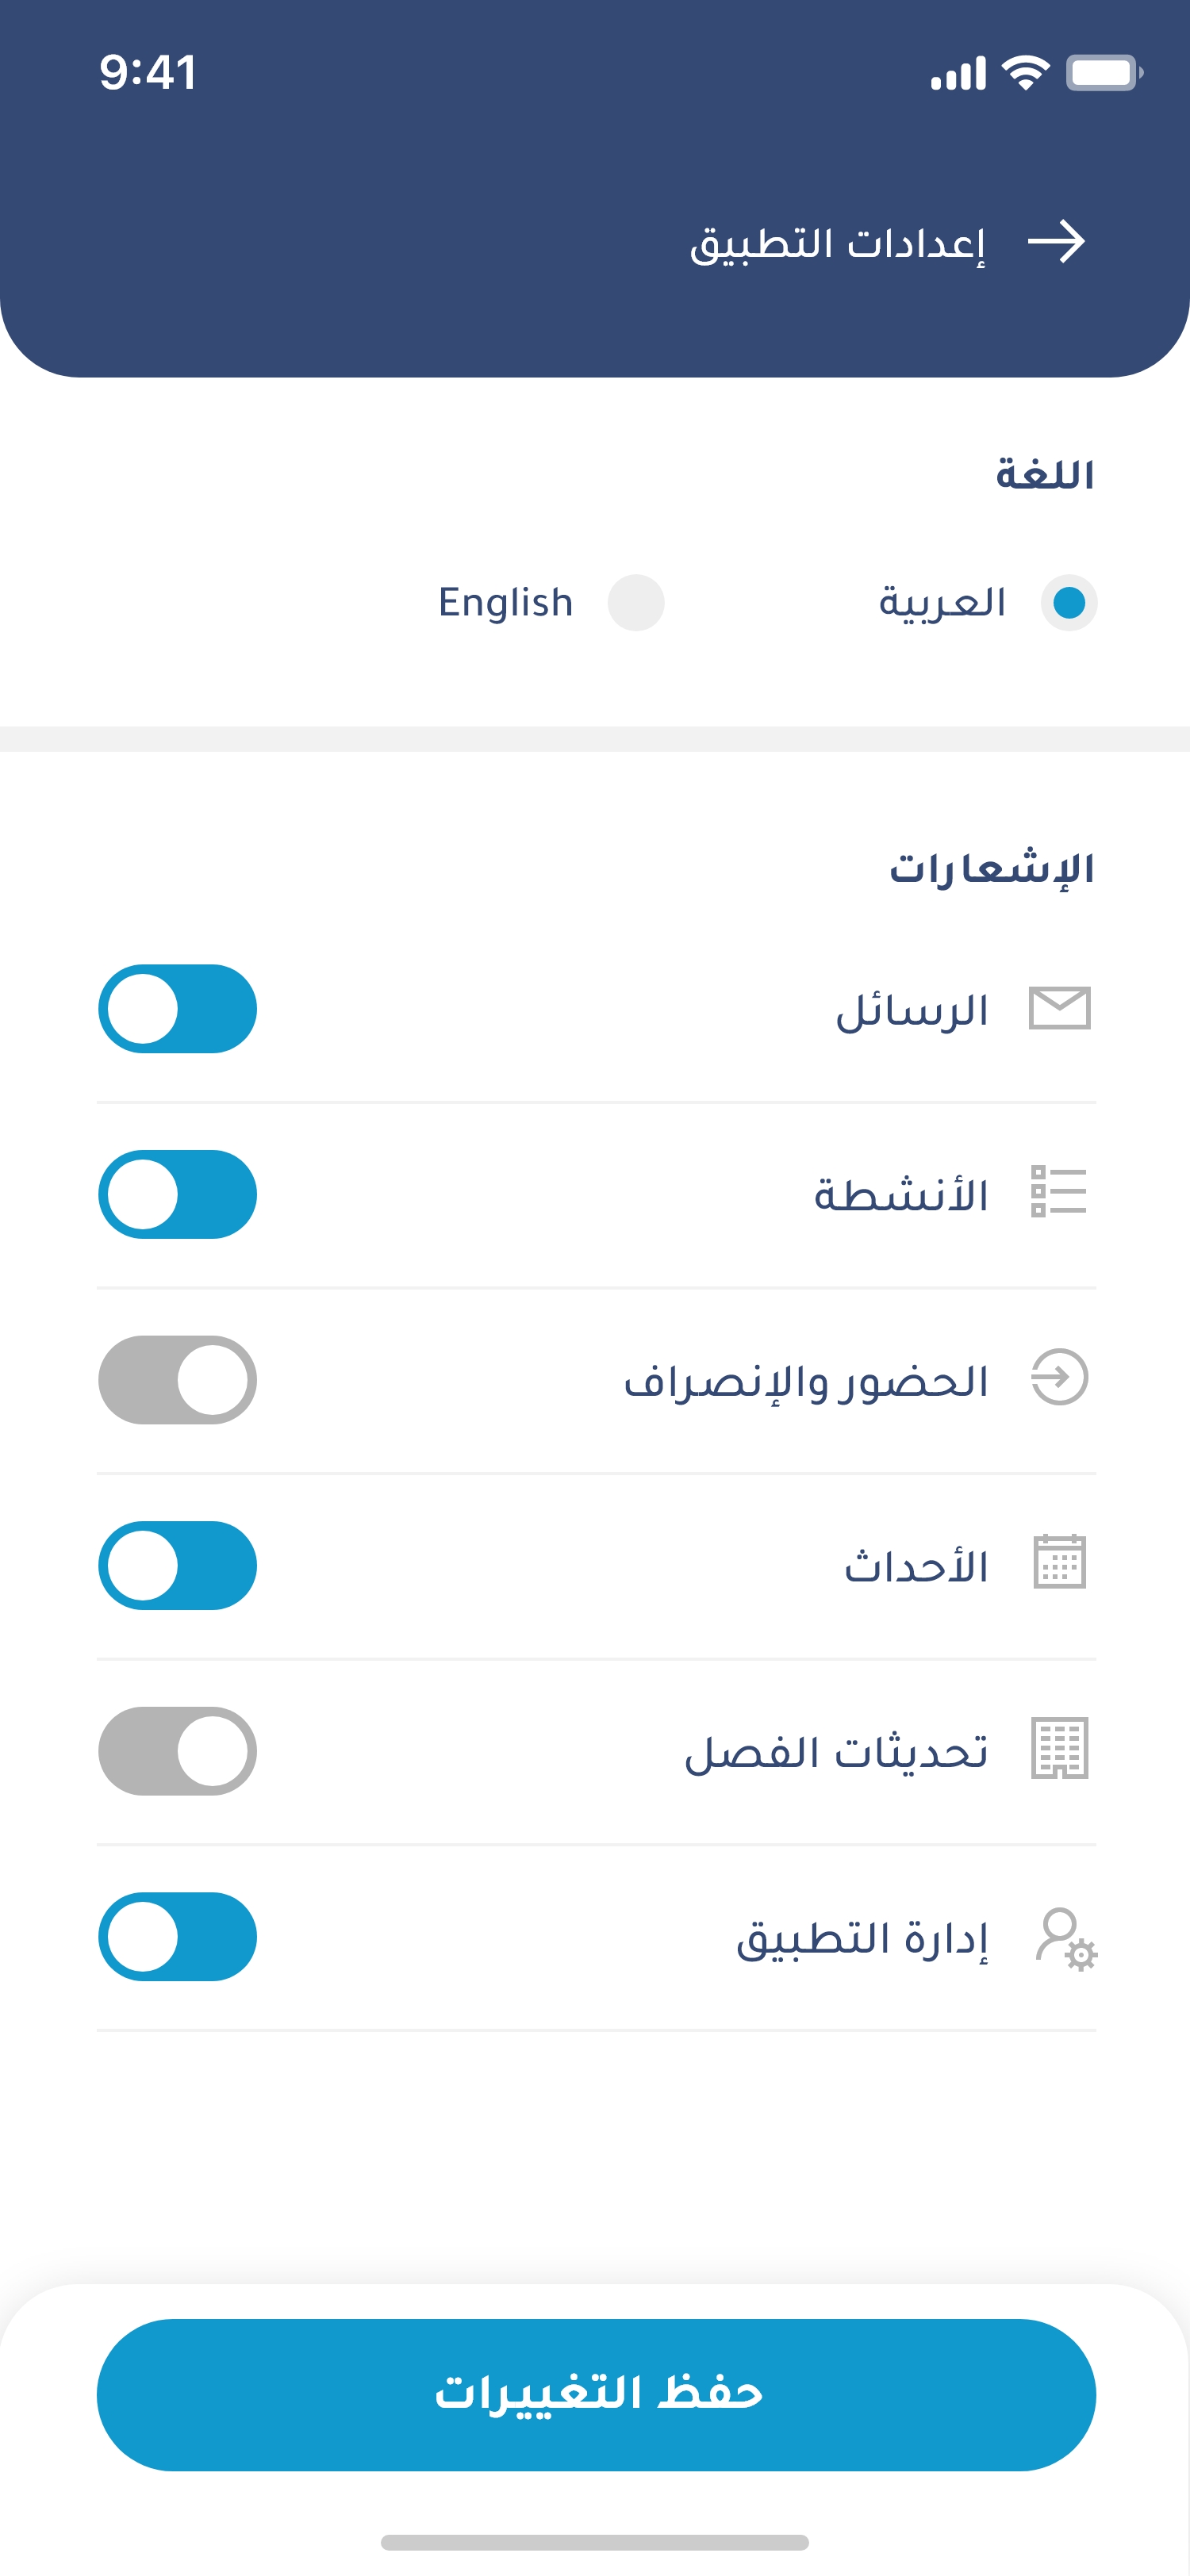 9:41
إعدادات التطبيق
اللغة
العربية
English
الإشعارات
الرسائل
الأنشطة
الحضور والإنصراف
الأحداث
تحديثات الفصل
إدارة التطبيق
حفظ التغييرات